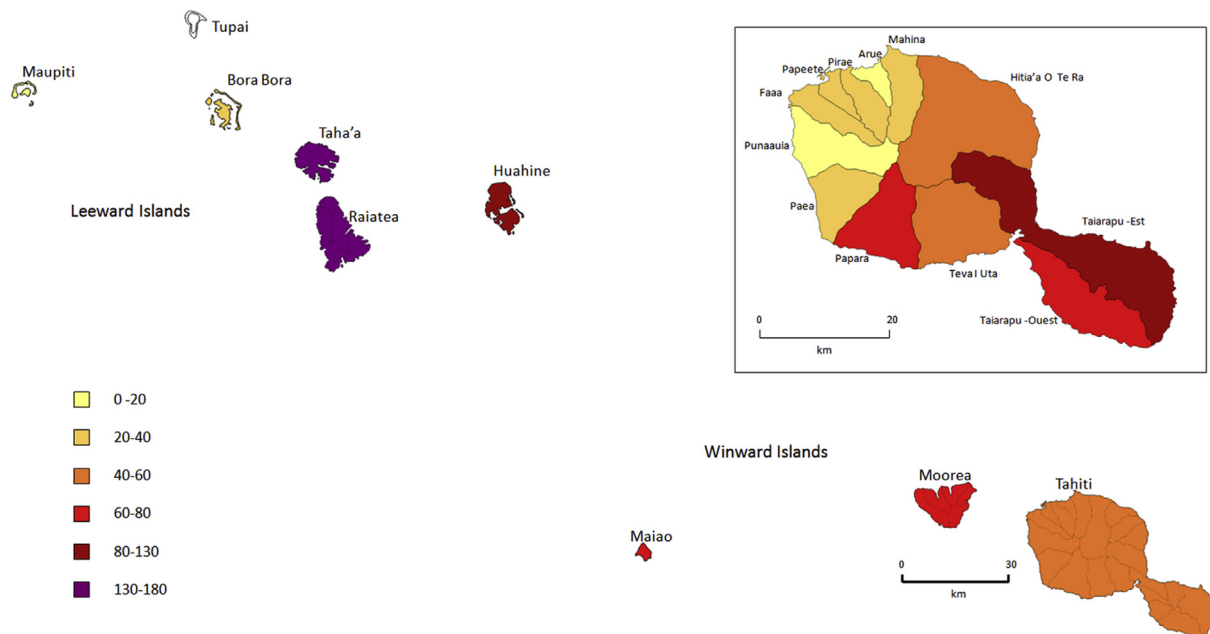 Tupai
Maupiti
Bora Bora
Taha'a
Huahine
Leeward Islands
Raiatea
Mahina
Arue
Pirae
Papeete
Hitia'a O Te Ra
Faaa
Punaauia
Paea
Taiarapu -Est
Papara
Teva I Uta
Taiarapu -Ouest
0 20
km
0 -20
20-40
40-60
60-80
80-130
130-180
Winward Islands
Moorea
Tahiti
Maiao
0 30
km